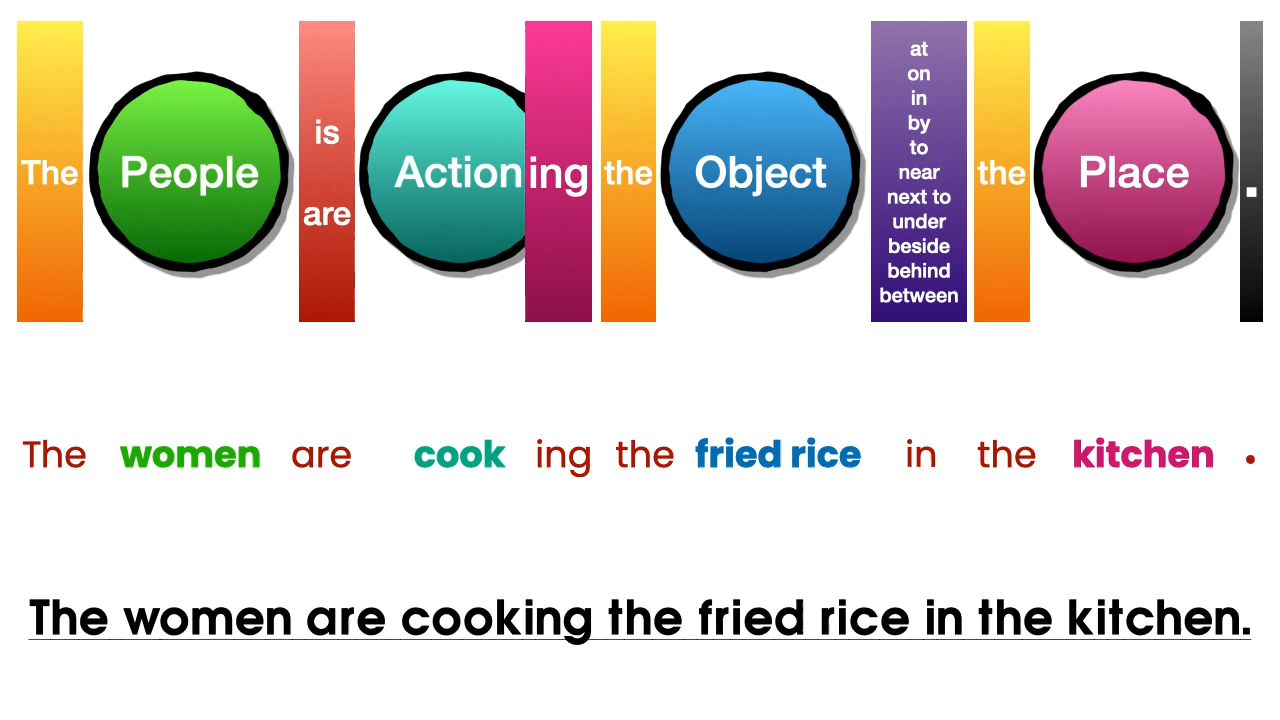 The People is are Action ing the Object at on in by to near next to under beside behind between the Place .
The women are cook ing the fried rice in the kitchen .
The women are cooking the fried rice in the kitchen.